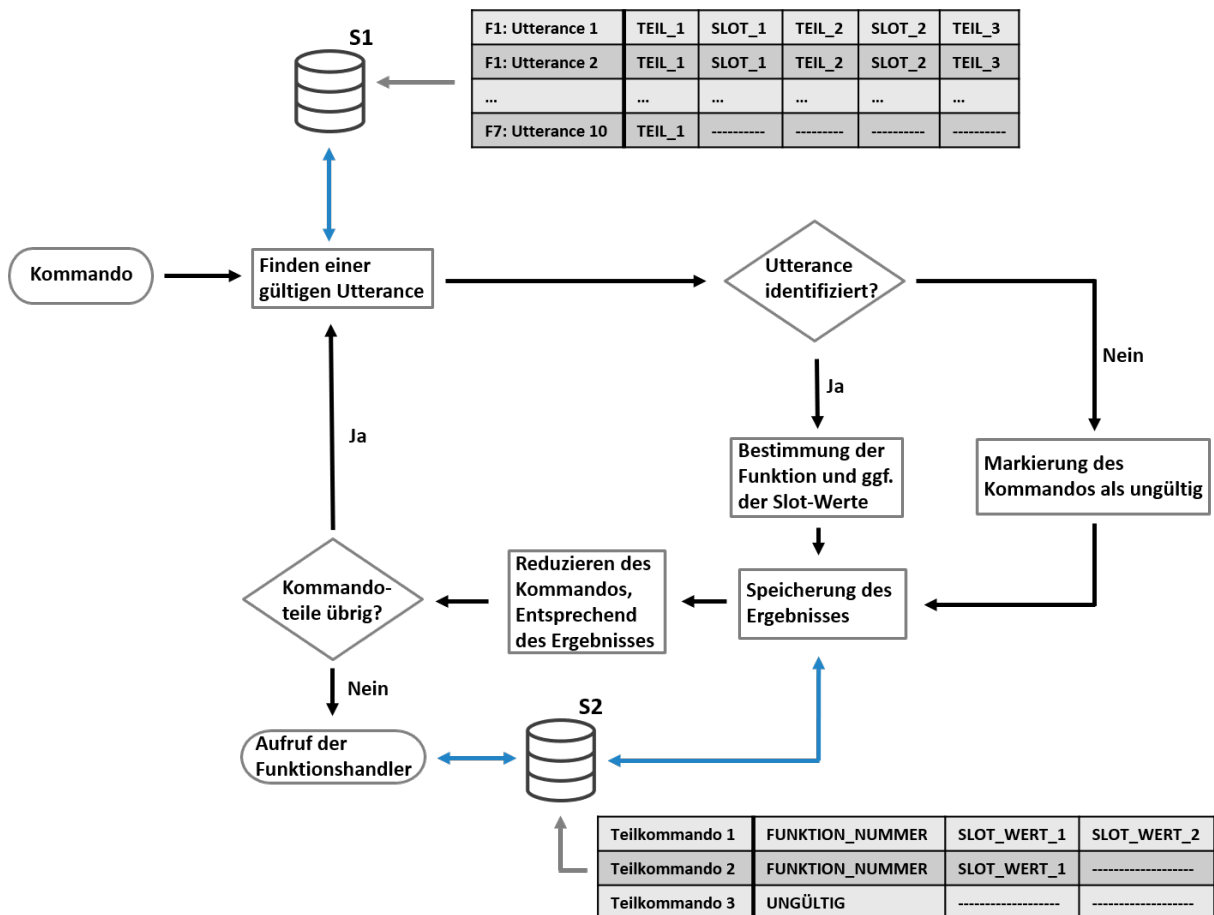 S1
F1: Utterance 1 TEIL_1 SLOT_1 TEIL_2 SLOT_2 TEIL_3
F1: Utterance 2 TEIL_1 SLOT_1 TEIL_2 SLOT_2 TEIL_3
... ... ... ... ... ...
F7: Utterance 10 TEIL_1 ---------- --------- ---------- ----------
Kommando
Finden einer
gültigen Utterance
Utterance
identifiziert?
Nein
Ja
Ja
Bestimmung der
Funktion und ggf.
der Slot-Werte
Markierung des
Kommandos als ungültig
Kommando-
teile übrig?
Reduzieren des
Kommandos,
Entsprechend
des Ergebnisses
Speicherung des
Ergebnisses
Nein
S2
Aufruf der
Funktionshandler
Teilkommando 1 FUNKTION_NUMMER SLOT_WERT_1 SLOT_WERT_2
Teilkommando 2 FUNKTION_NUMMER SLOT_WERT_1 -------------------
Teilkommando 3 UNGÜLTIG ------------------- -------------------